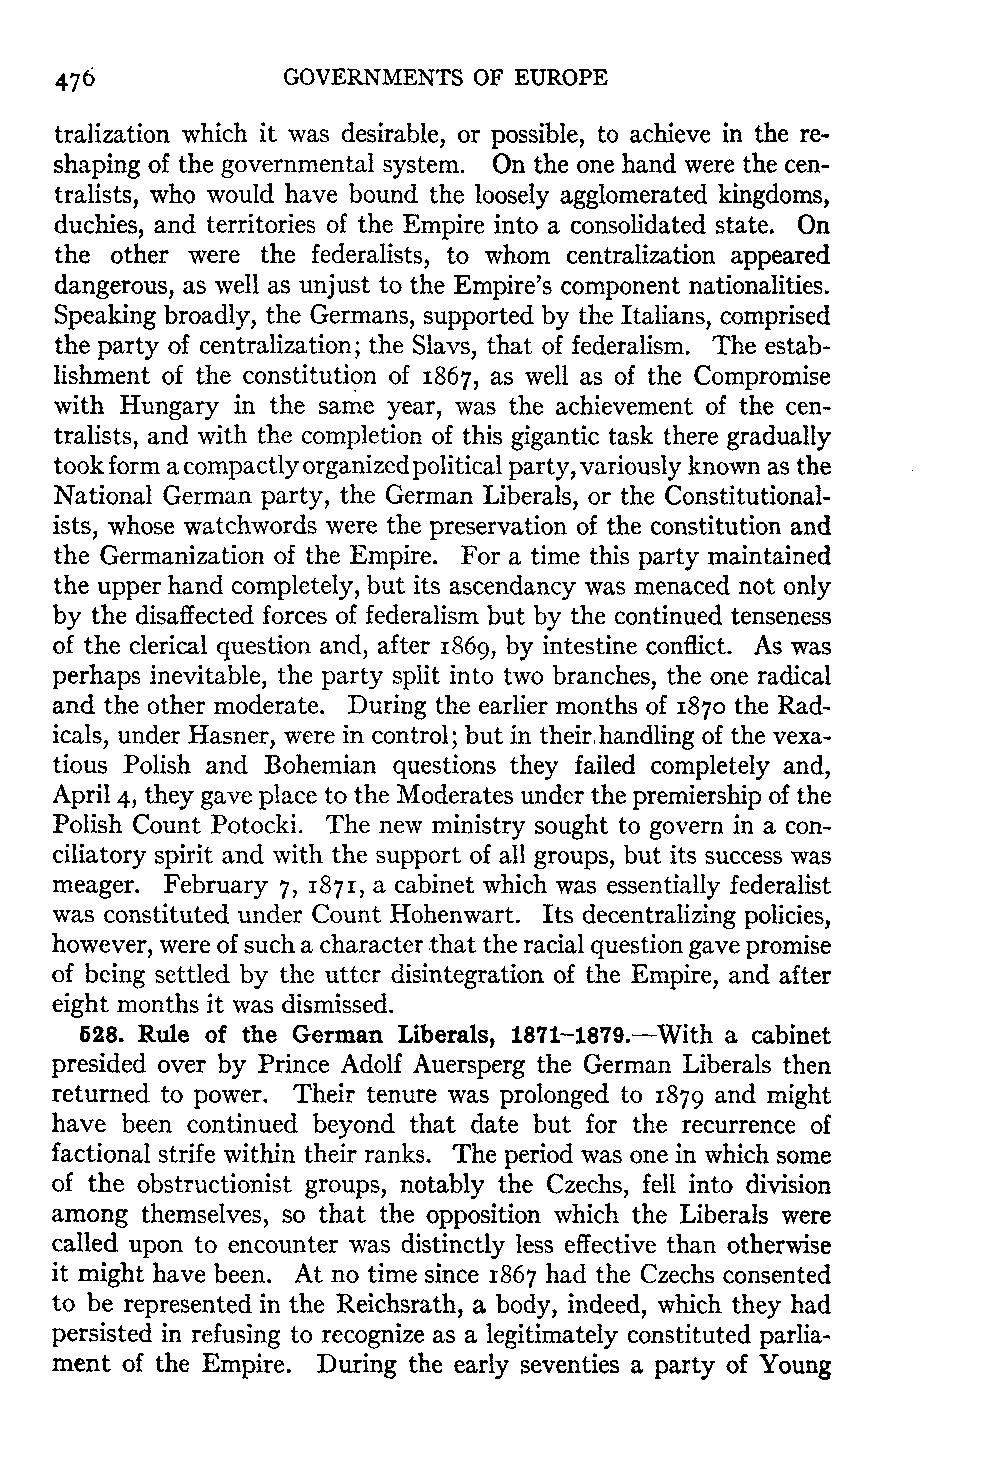 476 GOVERNMENTS OF EUROPE
tralization which it was desirable, or possible, to achieve in the re-
shaping of the governmental system. On the one hand were the cen-
tralists, who would have bound the loosely agglomerated kingdoms,
duchies, and territories of the Empire into a consolidated state. On
the other were the federalists, to whom centralization appeared
dangerous, as well as unjust to the Empire's component nationalities.
Speaking broadly, the Germans, supported by the Italians, comprised
the party of centralization; the Slavs, that of federalism. The estab-
lishment of the constitution of 1867, as well as of the Compromise
with Hungary in the same year, was the achievement of the cen-
tralists, and with the completion of this gigantic task there gradually
took form a compactly organized political party, variously known as the
National German party, the German Liberals, or the Constitutional-
ists, whose watchwords were the preservation of the constitution and
the Germanization of the Empire. For a time this party maintained
the upper hand completely, but its ascendancy was menaced not only
by the disaffected forces of federalism but by the continued tenseness
of the clerical question and, after 1869, by intestine conflict. As was
perhaps inevitable, the party split into two branches, the one radical
and the other moderate. During the earlier months of 1870 the Rad-
icals, under Hasner, were in control; but in their handling of the vexa-
tious Polish and Bohemian questions they failed completely and,
April 4, they gave place to the Moderates under the premiership of the
Polish Count Potocki. The new ministry sought to govern in a con-
ciliatory spirit and with the support of all groups, but its success was
meager. February 7, 1871, a cabinet which was essentially federalist
was constituted under Count Hohenwart. Its decentralizing policies,
however, were of such a character that the racial question gave promise
of being settled by the utter disintegration of the Empire, and after
eight months it was dismissed.
528. Rule of the German Liberals, 1871–1879.—With a cabinet
presided over by Prince Adolf Auersperg the German Liberals then
returned to power. Their tenure was prolonged to 1879 and might
have been continued beyond that date but for the recurrence of
factional strife within their ranks. The period was one in which some
of the obstructionist groups, notably the Czechs, fell into division
among themselves, so that the opposition which the Liberals were
called upon to encounter was distinctly less effective than otherwise
it might have been. At no time since 1867 had the Czechs consented
to be represented in the Reichsrath, a body, indeed, which they had
persisted in refusing to recognize as a legitimately constituted parlia-
ment of the Empire. During the early seventies a party of Young